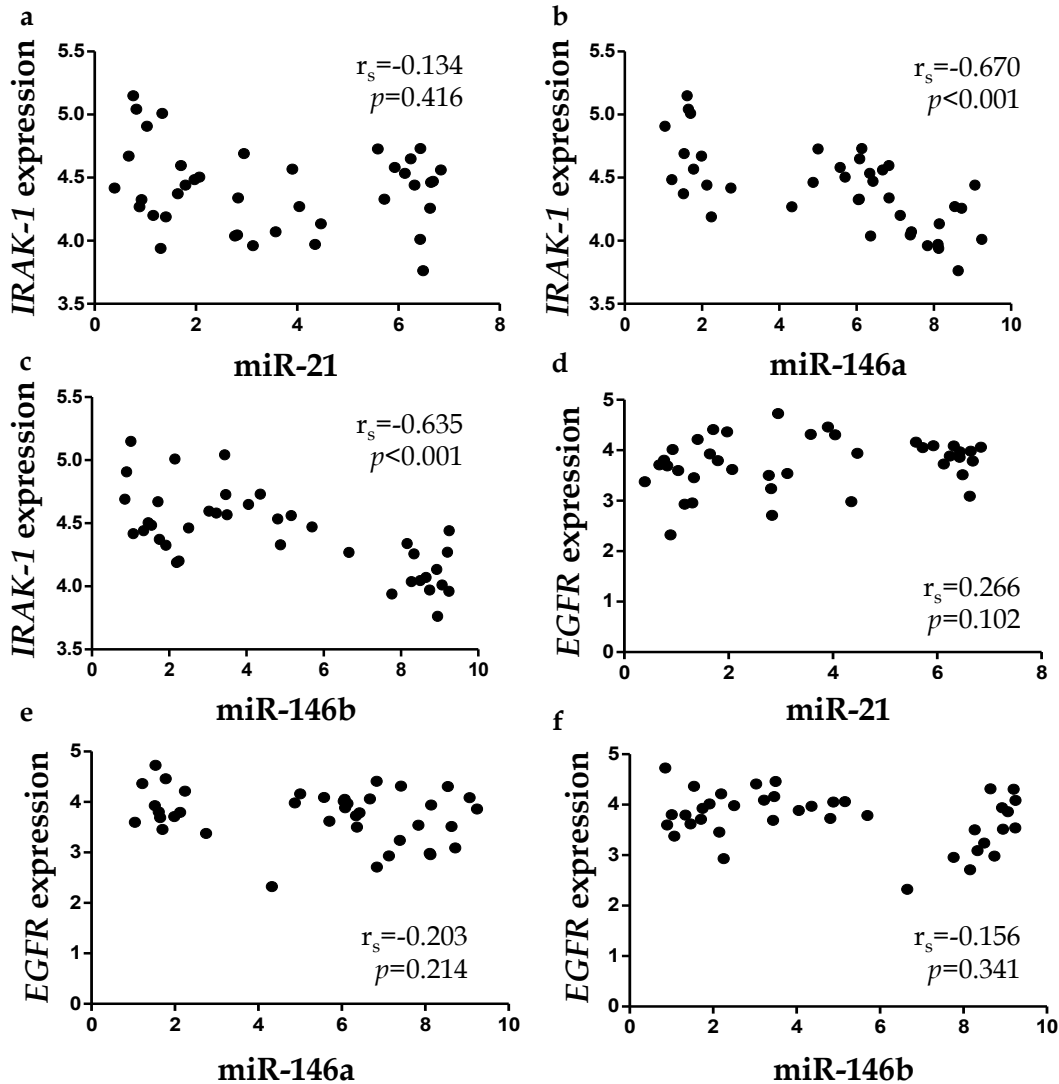 a
IRAK-1 expression
5.5
5.0
4.5
4.0
3.5
0 2 4 6 8
miR-21
rs=-0.134
p=0.416
b
IRAK-1 expression
5.5
5.0
4.5
4.0
3.5
0 2 4 6 8 10
miR-146a
rs=-0.670
p<0.001
c
IRAK-1 expression
5.5
5.0
4.5
4.0
3.5
0 2 4 6 8 10
miR-146b
rs=-0.635
p<0.001
d
EGFR expression
5
4
3
2
1
0
0 2 4 6 8
miR-21
rs=0.266
p=0.102
e
EGFR expression
5
4
3
2
1
0
0 2 4 6 8 10
miR-146a
rs=-0.203
p=0.214
f
EGFR expression
5
4
3
2
1
0
0 2 4 6 8 10
miR-146b
rs=-0.156
p=0.341